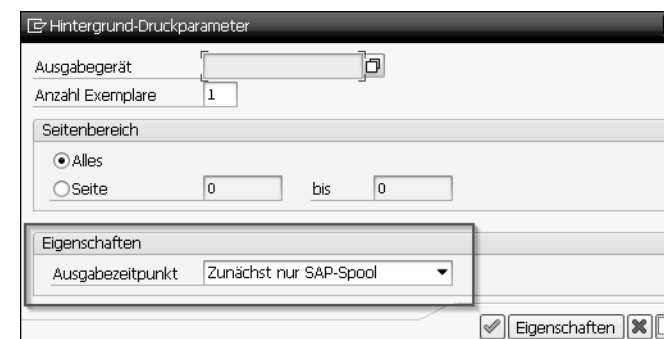 Hintergrund-Druckparameter
Ausgabegerät
Anzahl Exemplare 1
Seitenbereich
Alles
Seite 0 bis 0
Eigenschaften
Ausgabezeitpunkt Zunächst nur SAP-Spool
Eigenschaften